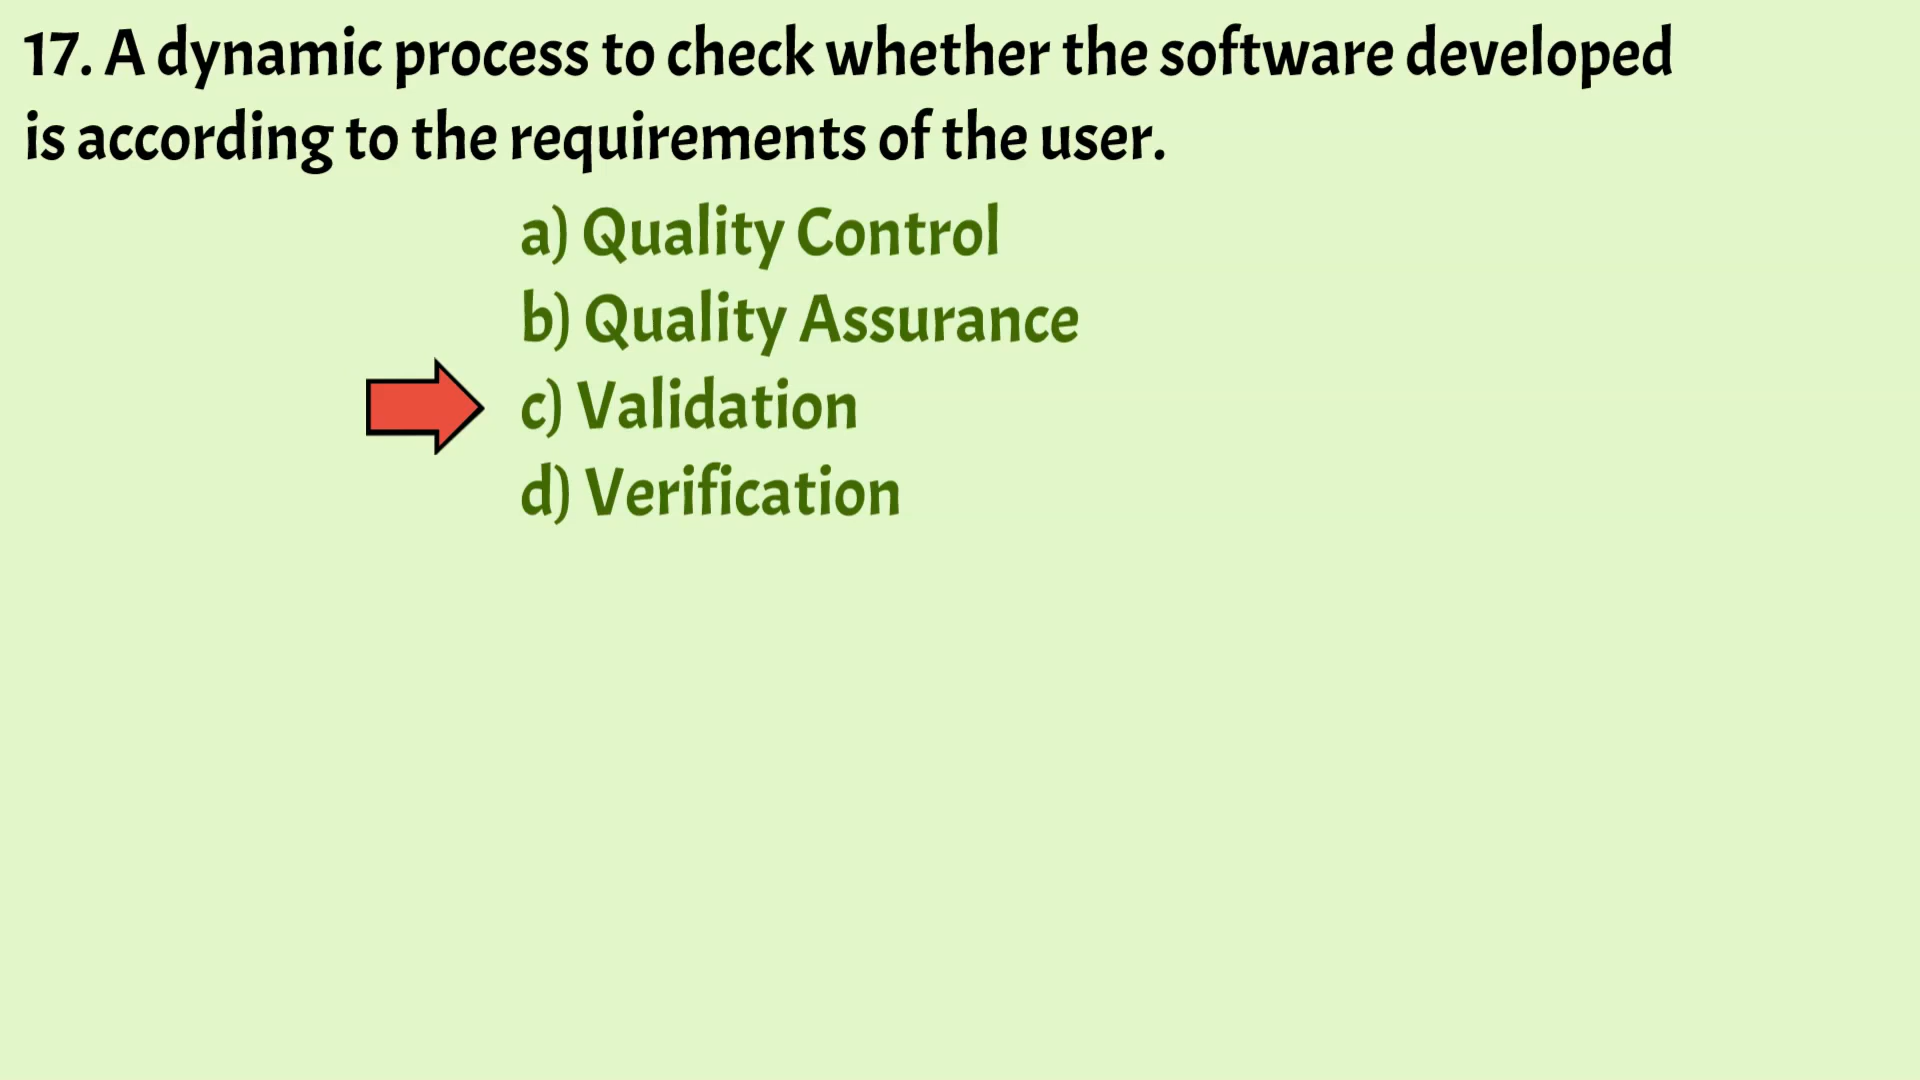 17. A dynamic process to check whether the software developed
is according to the requirements of the user.
a) Quality Control
b) Quality Assurance
c) Validation
d) Verification